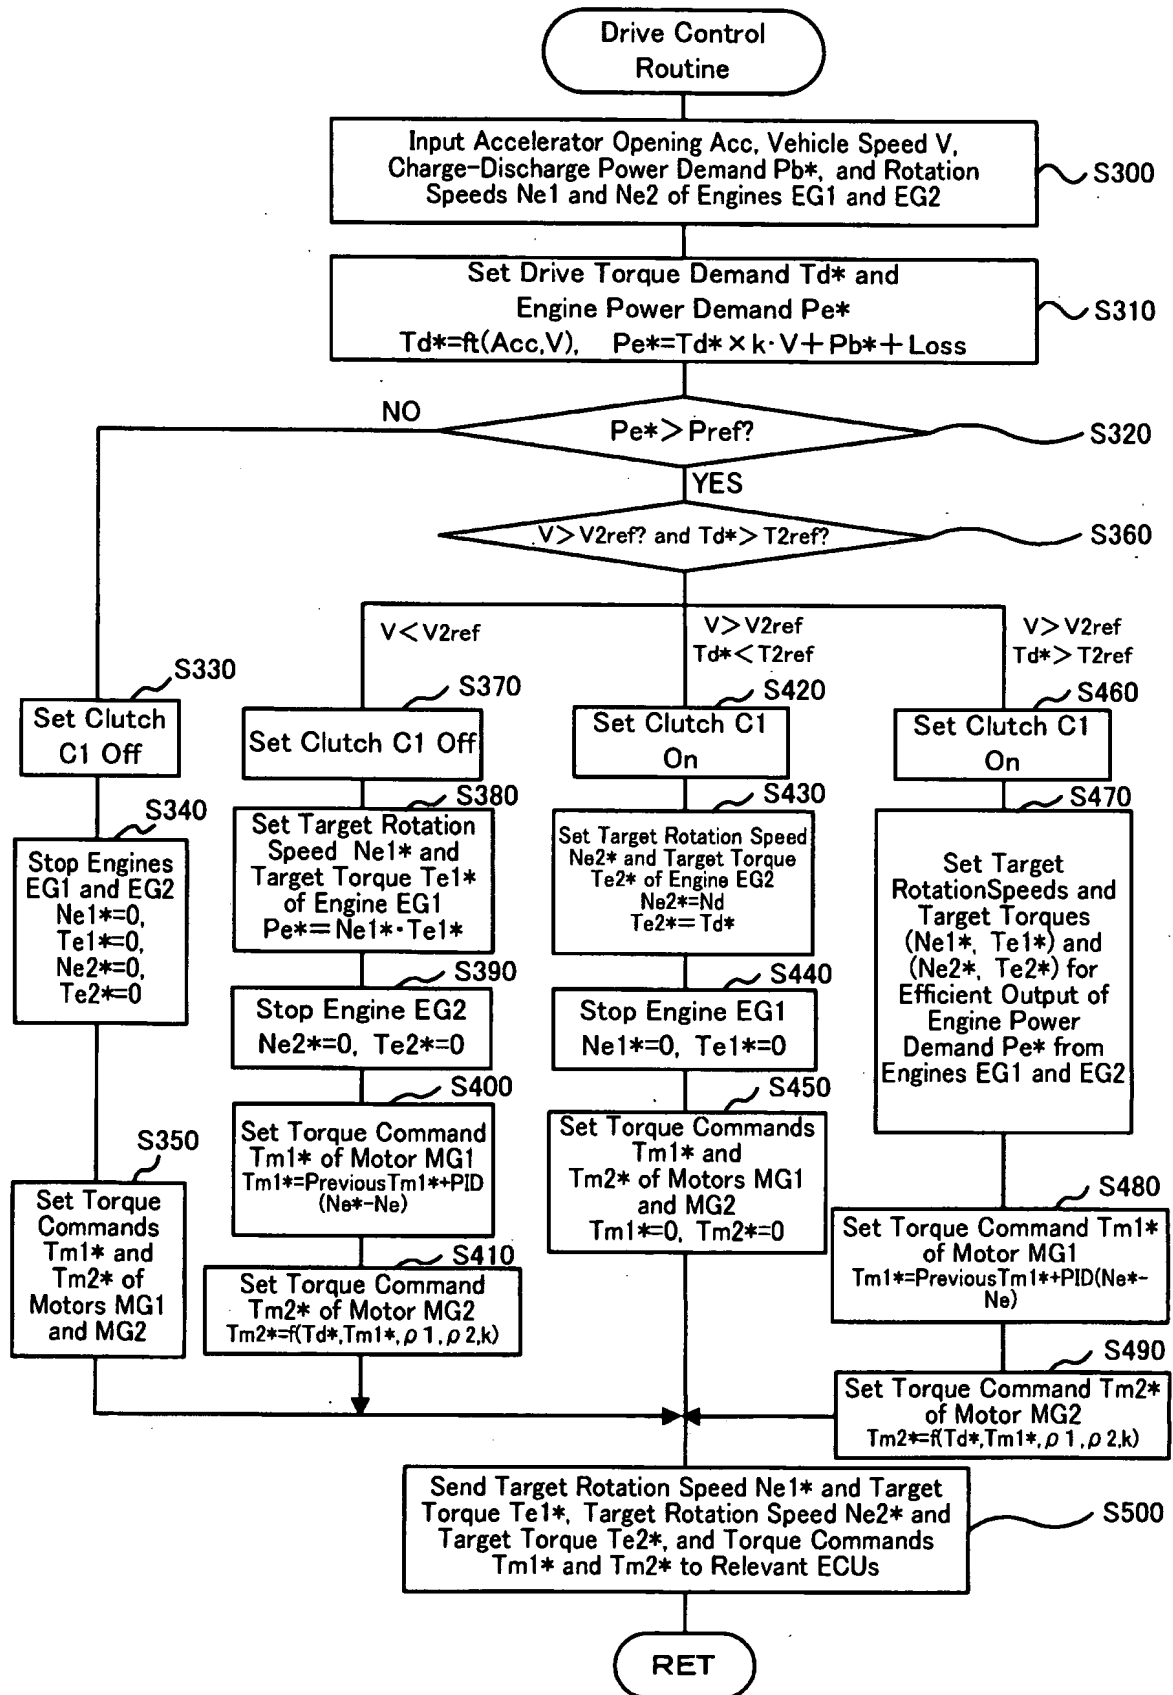 Drive Control
Routine
Input Accelerator Opening Acc, Vehicle Speed V,
Charge-Discharge Power Demand Pb*, and Rotation
Speeds Ne1 and Ne2 of Engines EG1 and EG2
S300
Set Drive Torque Demand Td* and
Engine Power Demand Pe*
Td*=ft(Acc,V), Pe*=Td*×k·V+Pb*+Loss
S310
NO
Pe*>Pref?
S320
YES
V>V2ref? and Td*>T2ref?
S360
V<V2ref
V>V2ref
Td*<T2ref
V>V2ref
Td*>T2ref
S330
Set Clutch
C1 Off
S340
Stop Engines
EG1 and EG2
Ne1*=0,
Te1*=0,
Ne2*=0,
Te2*=0
S350
Set Torque
Commands
Tm1* and
Tm2* of
Motors MG1
and MG2
S370
Set Clutch C1 Off
S380
Set Target Rotation
Speed Ne1* and
Target Torque Te1*
of Engine EG1
Pe*=Ne1*·Te1*
S390
Stop Engine EG2
Ne2*=0, Te2*=0
S400
Set Torque Command
Tm1* of Motor MG1
Tm1*=PreviousTm1*+PID
(Ne*-Ne)
S410
Set Torque Command
Tm2* of Motor MG2
Tm2*=f(Td*,Tm1*,ρ1,ρ2,k)
S420
Set Clutch C1
On
S430
Set Target Rotation Speed
Ne2* and Target Torque
Te2* of Engine EG2
Ne2*=Nd
Te2*=Td*
S440
Stop Engine EG1
Ne1*=0, Te1*=0
S450
Set Torque Commands
Tm1* and
Tm2* of Motors MG1
and MG2
Tm1*=0, Tm2*=0
S460
Set Clutch C1
On
S470
Set Target
RotationSpeeds and
Target Torques
(Ne1*, Te1*) and
(Ne2*, Te2*) for
Efficient Output of
Engine Power
Demand Pe* from
Engines EG1 and EG2
S480
Set Torque Command Tm1*
of Motor MG1
Tm1*=PreviousTm1*+PID(Ne*-
Ne)
S490
Set Torque Command Tm2*
of Motor MG2
Tm2*=f(Td*,Tm1*,ρ1,ρ2,k)
Send Target Rotation Speed Ne1* and Target
Torque Te1*, Target Rotation Speed Ne2* and
Target Torque Te2*, and Torque Commands
Tm1* and Tm2* to Relevant ECUs
S500
RET